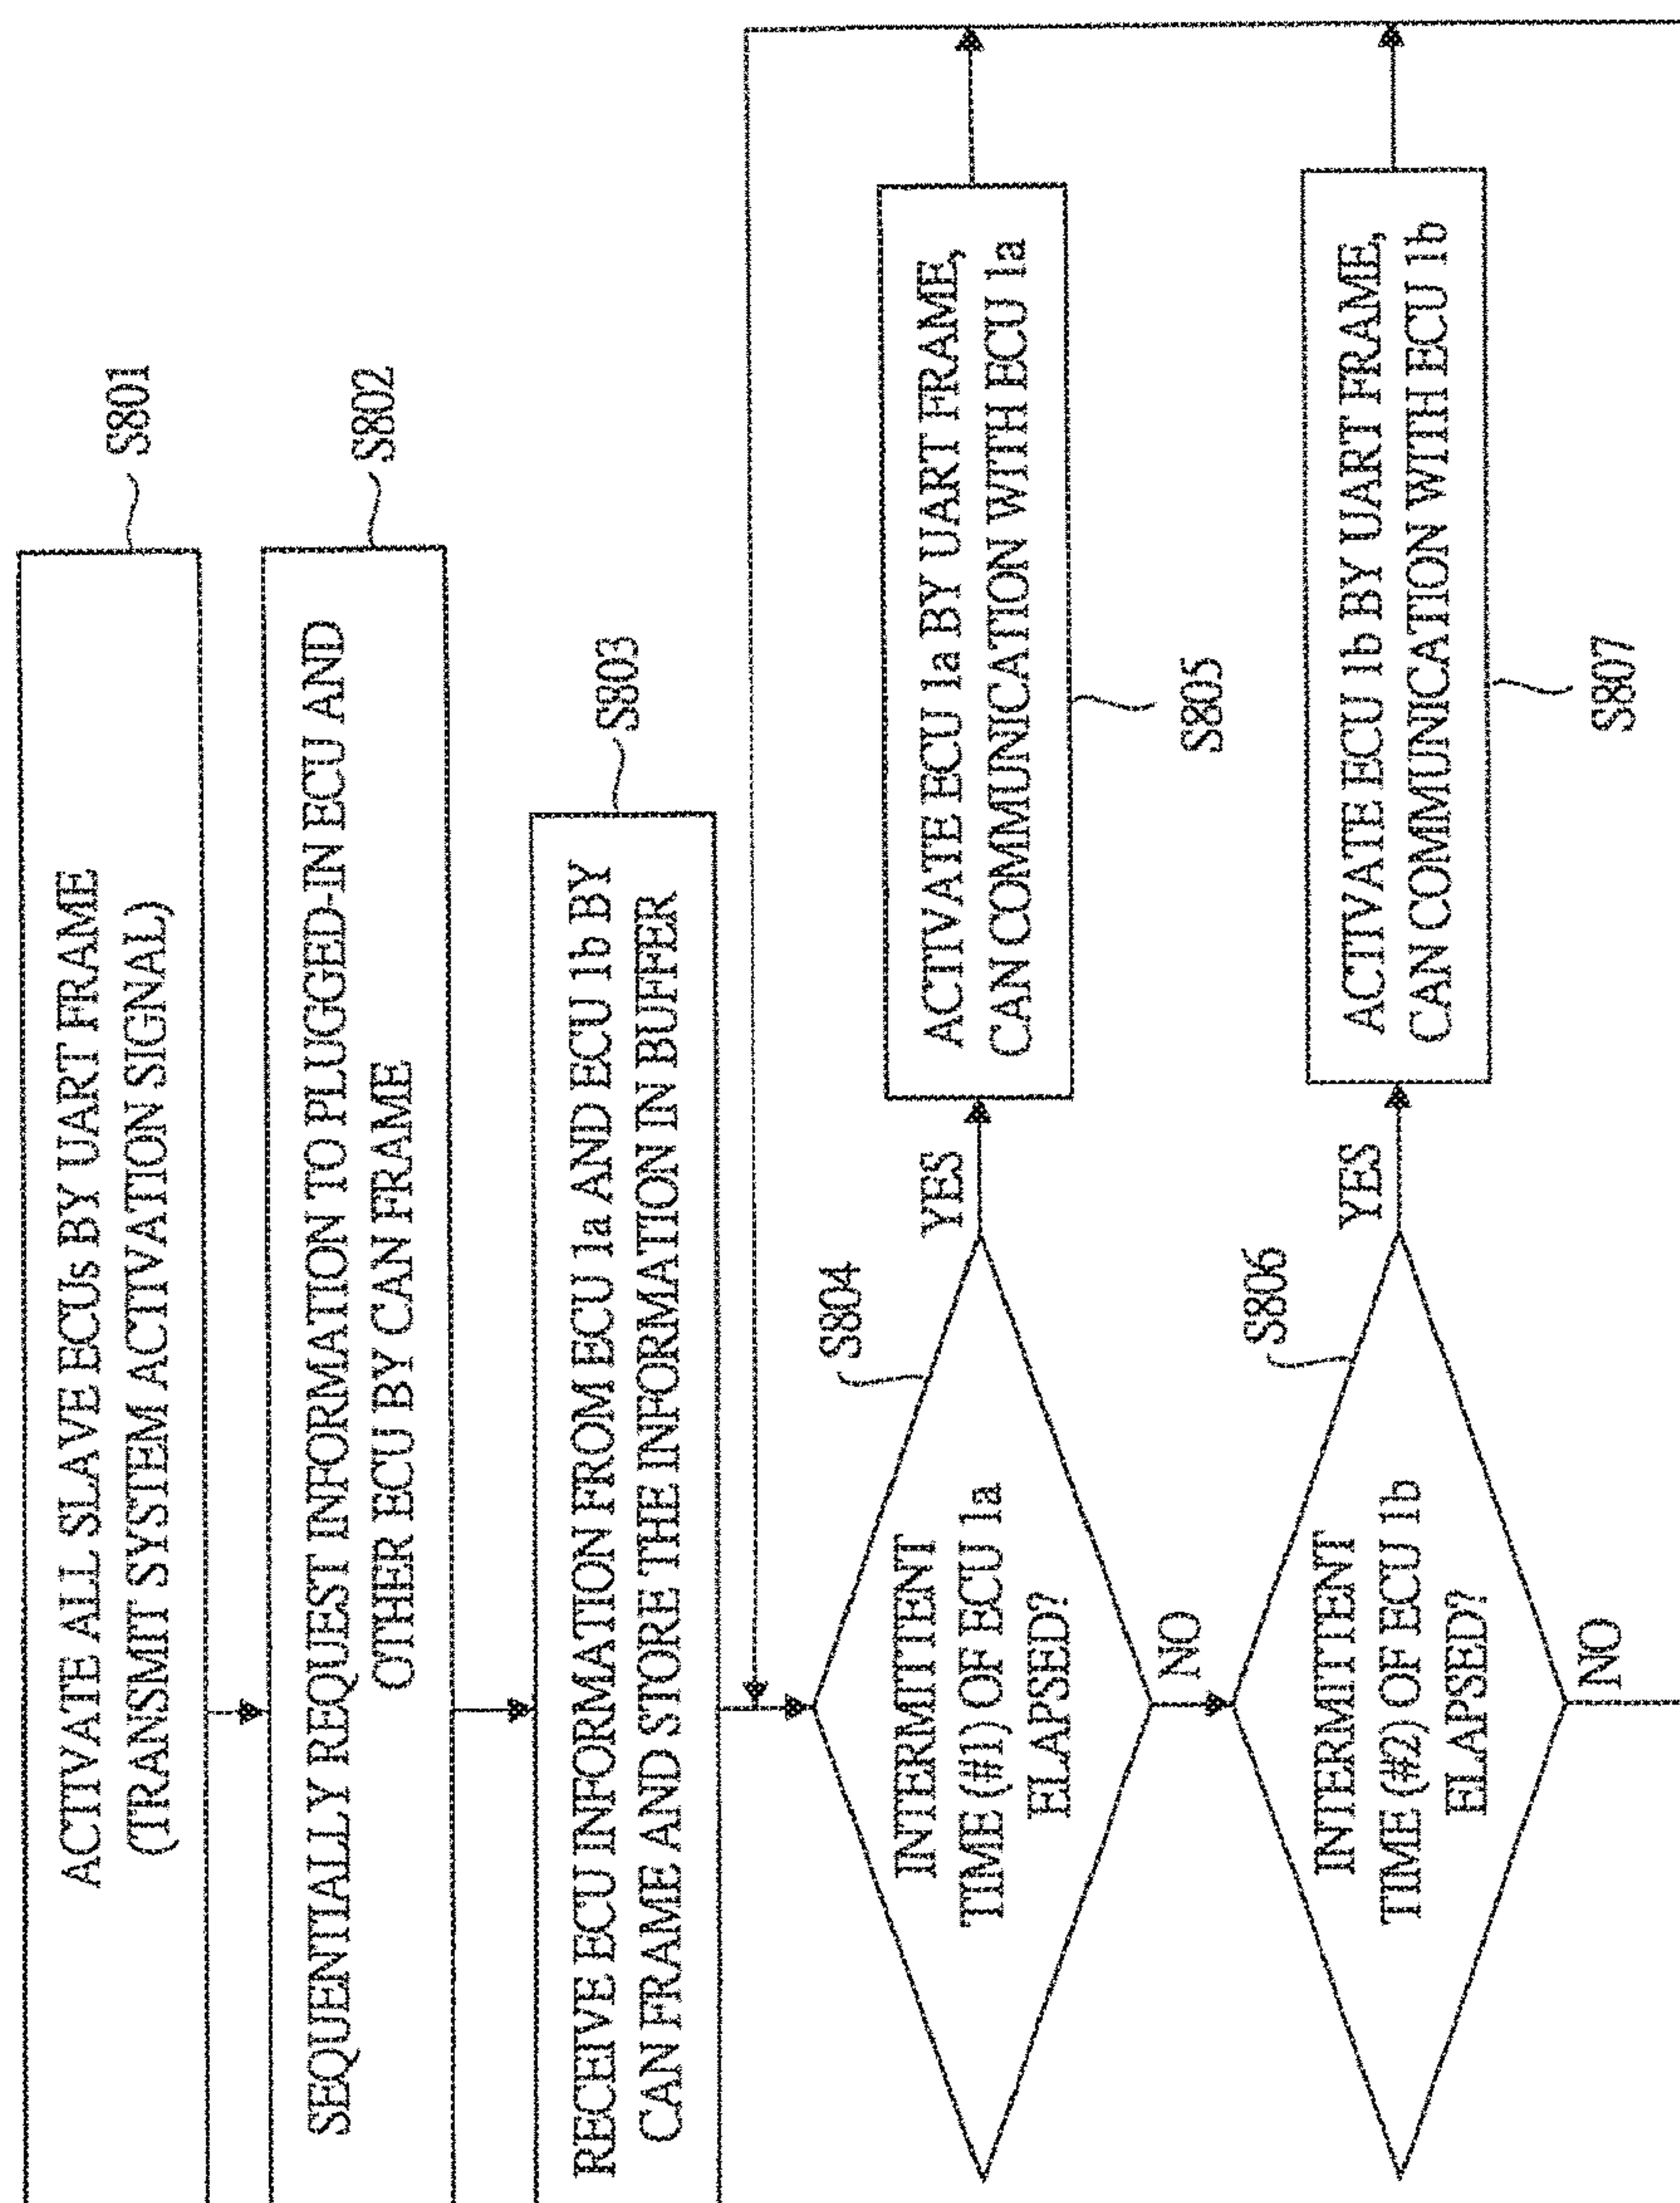 ACTIVATE ALL SLAVE ECUs BY UART FRAME
(TRANSMIT SYSTEM ACTIVATION SIGNAL)
S801
SEQUENTIALLY REQUEST INFORMATION TO PLUGGED-IN ECU AND
OTHER ECU BY CAN FRAME
S802
RECEIVE ECU INFORMATION FROM ECU 1a AND ECU 1b BY
CAN FRAME AND STORE THE INFORMATION IN BUFFER
S803
INTERMITTENT
TIME (#1) OF ECU 1a
ELAPSED?
S804
YES
NO
ACTIVATE ECU 1a BY UART FRAME,
CAN COMMUNICATION WITH ECU 1a
S805
INTERMITTENT
TIME (#2) OF ECU 1b
ELAPSED?
S806
YES
NO
ACTIVATE ECU 1b BY UART FRAME,
CAN COMMUNICATION WITH ECU 1b
S807